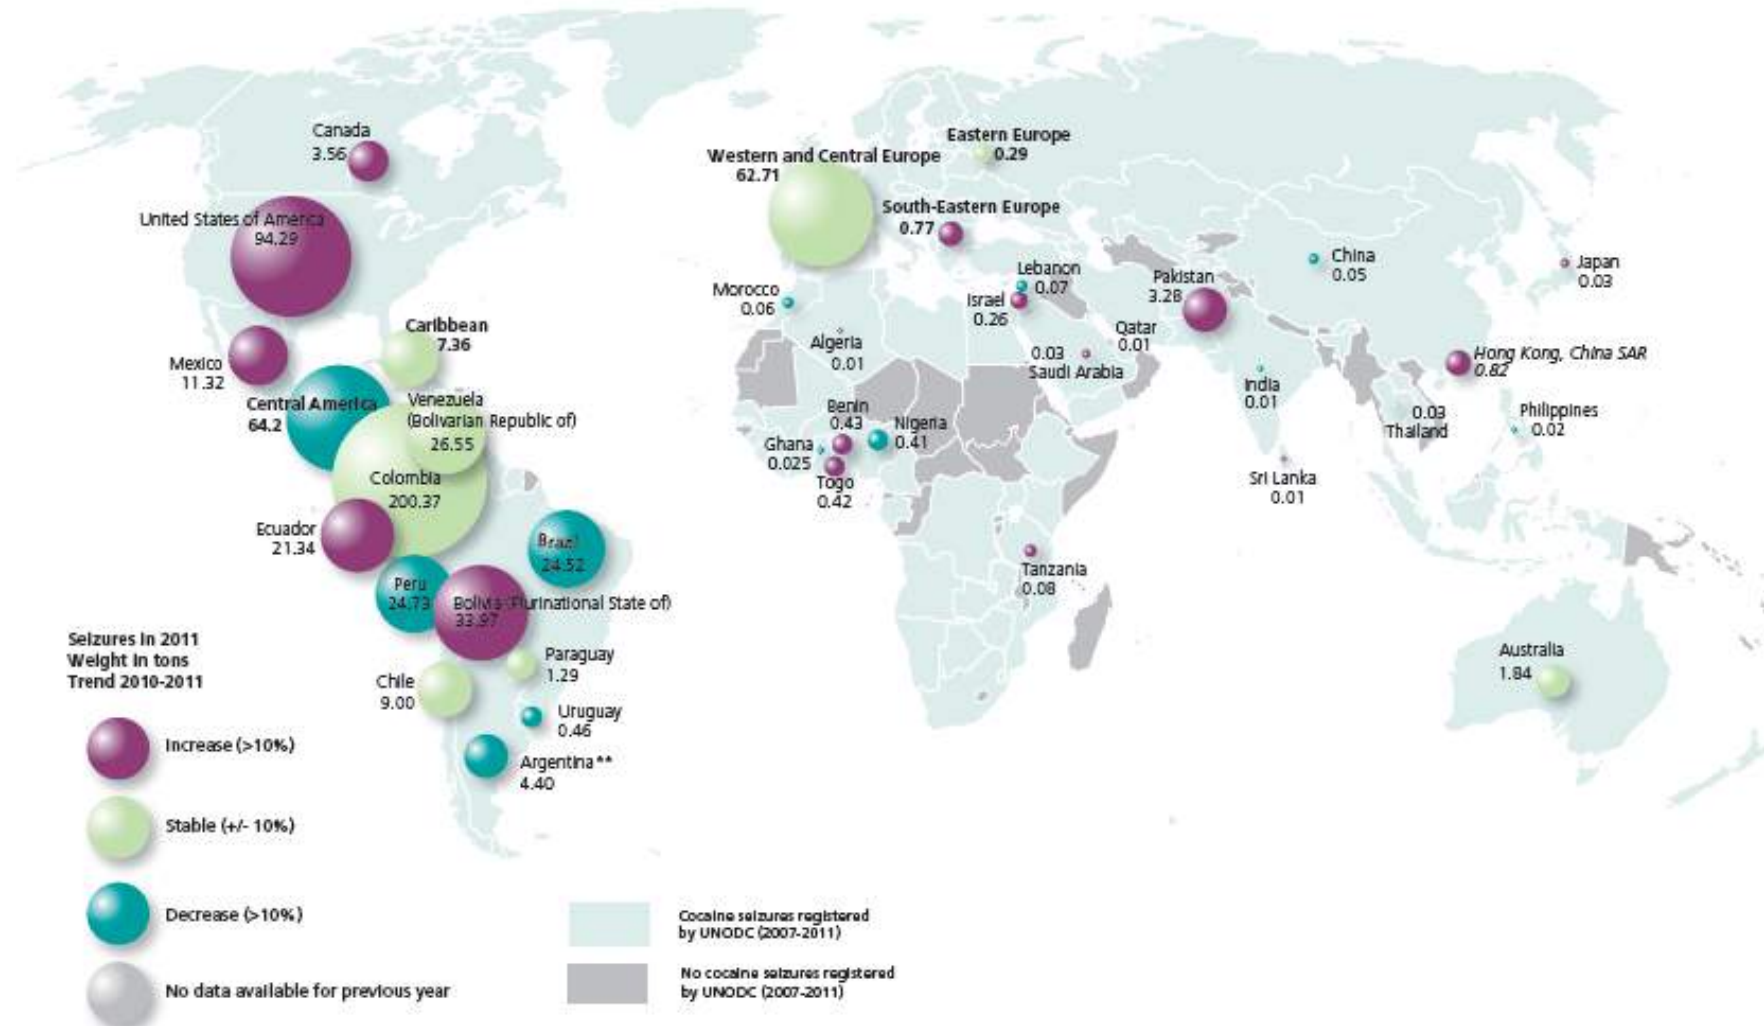 Canada
3.56
United States of America
94.29
Mexico
11.32
Caribbean
7.36
Central America
64.2
Venezuela
(Bolivarian Republic of)
26.55
Colombia
200.37
Ecuador
21.34
Brazil
24.52
Peru
24.73
Bolivia (Plurinational State of)
33.97
Paraguay
1.29
Chile
9.00
Uruguay
0.46
Argentina**
4.40
Eastern Europe
0.29
Western and Central Europe
62.71
South-Eastern Europe
0.77
Morocco
0.06
Algeria
0.01
Lebanon
0.07
Israel
0.26
Qatar
0.01
0.03
Saudi Arabia
Pakistan
3.28
China
0.05
Japan
0.03
Hong Kong, China SAR
0.82
India
0.01
0.03
Thailand
Philippines
0.02
Sri Lanka
0.01
Benin
0.43
Nigeria
0.41
Ghana
0.025
Togo
0.42
Tanzania
0.08
Australia
1.84
Seizures in 2011
Weight in tons
Trend 2010-2011
Increase (>10%)
Stable (+/- 10%)
Decrease (>10%)
No data available for previous year
Cocaine seizures registered
by UNODC (2007-2011)
No cocaine seizures registered
by UNODC (2007-2011)